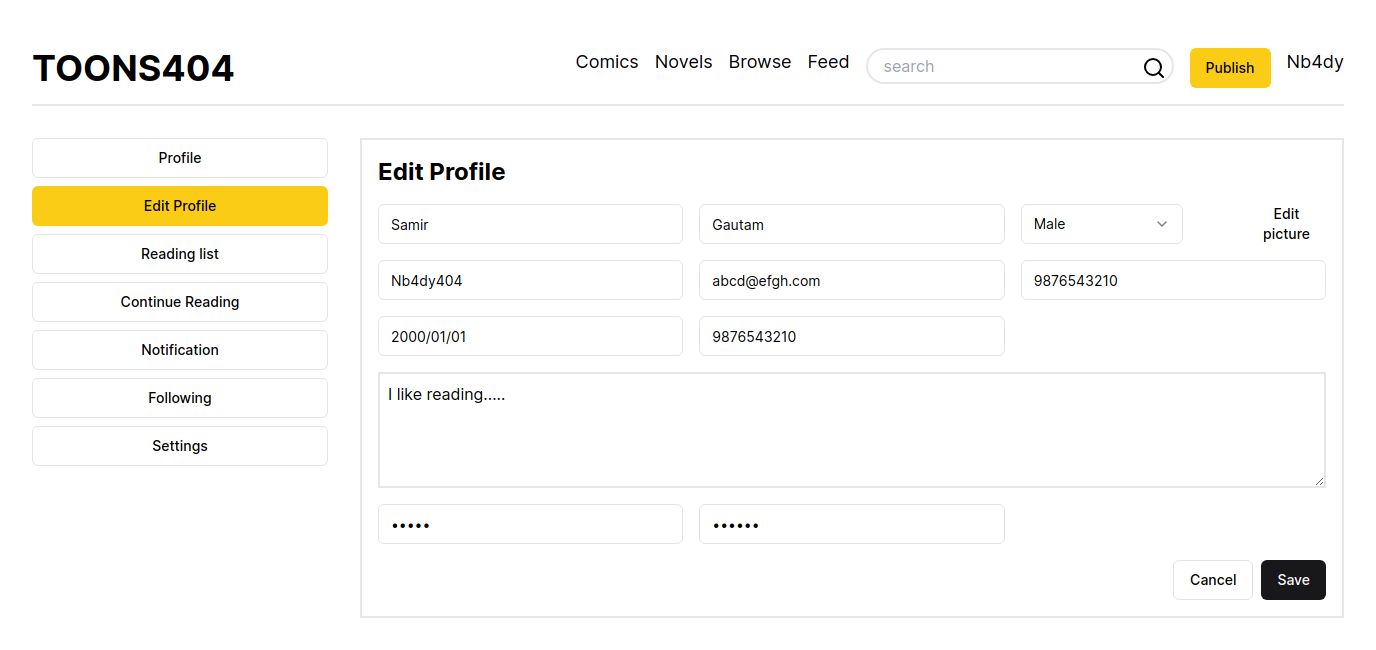 TOONS404
Comics Novels Browse Feed search Publish Nb4dy
Profile
Edit Profile
Reading list
Continue Reading
Notification
Following
Settings
Edit Profile
Samir Gautam Male Edit picture
Nb4dy404 abcd@efgh.com 9876543210
2000/01/01 9876543210
I like reading.....
••••• ••••••
Cancel Save